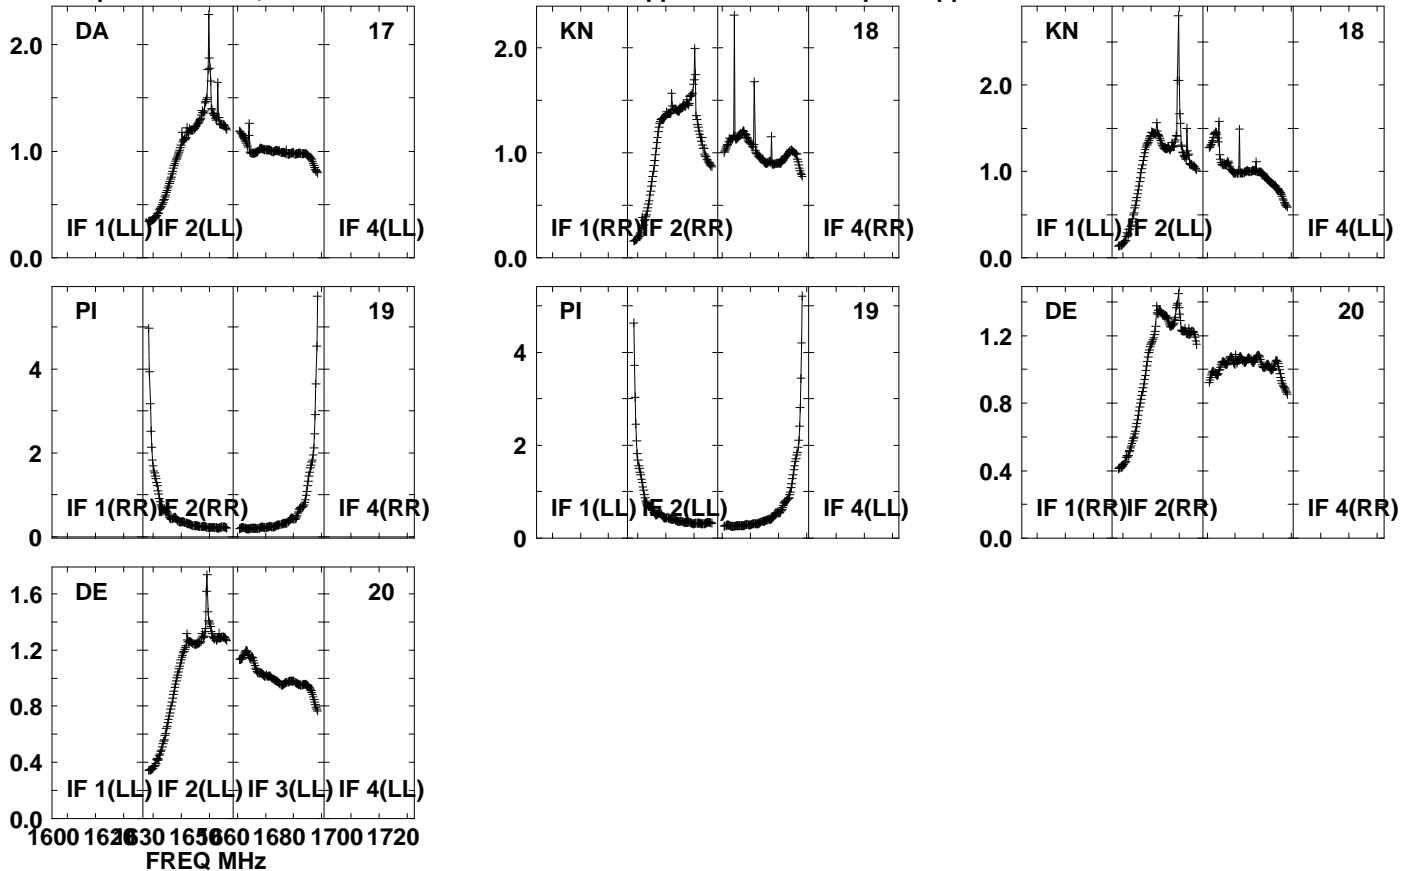 DA 17
2.0
1.0
0.0
IF 1(LL) IF 2(LL) IF 4(LL)
KN 18
2.0
1.0
0.0
IF 1(RR) IF 2(RR) IF 4(RR)
KN 18
2.0
1.0
0.0
IF 1(LL) IF 2(LL) IF 4(LL)
PI 19
4
2
0
IF 1(RR) IF 2(RR) IF 4(RR)
PI 19
4
2
0
IF 1(LL) IF 2(LL) IF 4(LL)
DE 20
1.2
0.8
0.4
0.0
IF 1(RR) IF 2(RR) IF 4(RR)
DE 20
1.6
1.2
0.8
0.4
0.0
IF 1(LL) IF 2(LL) IF 3(LL) IF 4(LL)
1600 1630 1680 1700 1720
FREQ MHz